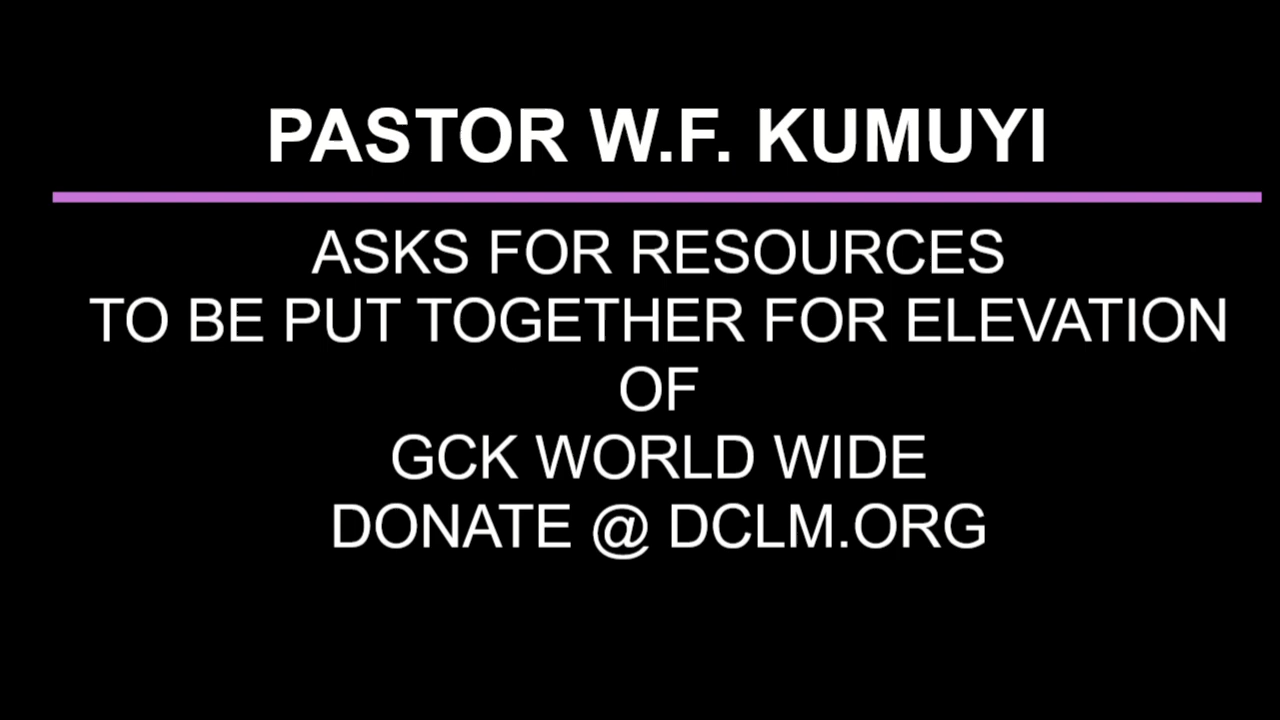 PASTOR W.F. KUMUYI
ASKS FOR RESOURCES
TO BE PUT TOGETHER FOR ELEVATION
OF
GCK WORLD WIDE
DONATE @ DCLM.ORG